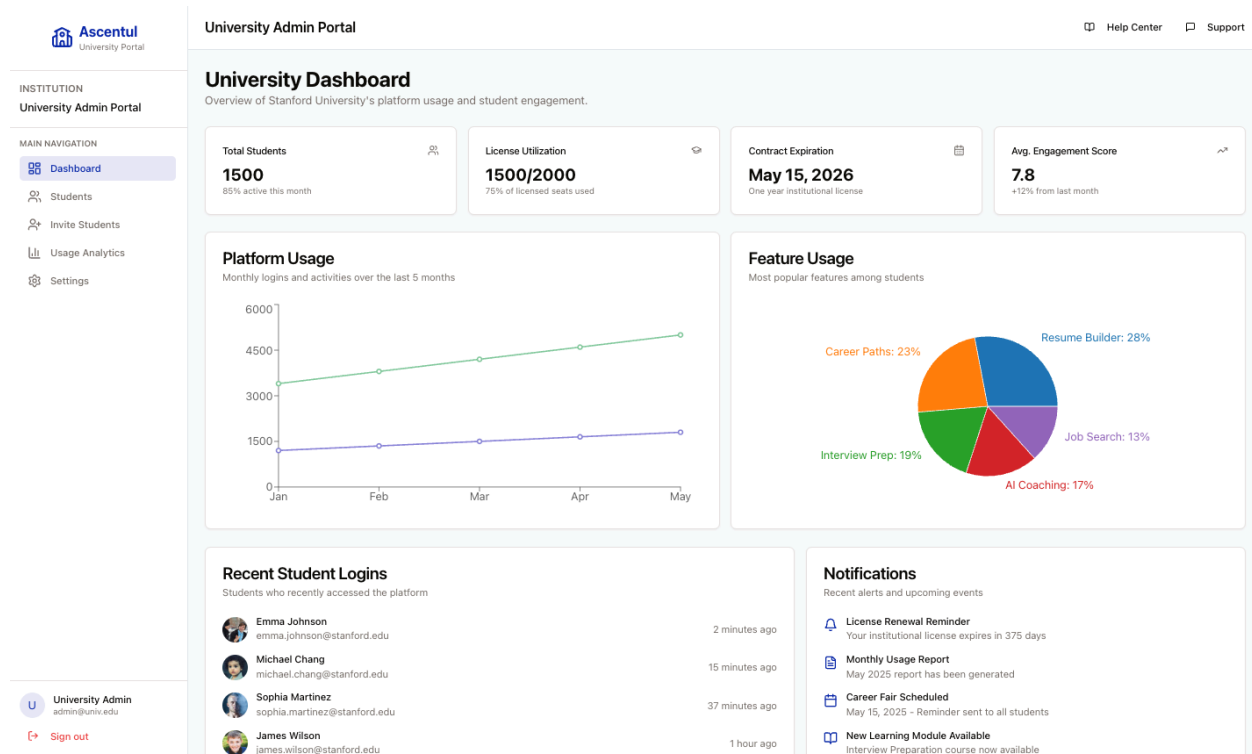 Ascentul
University Portal
INSTITUTION
University Admin Portal
MAIN NAVIGATION
Dashboard
Students
Invite Students
Usage Analytics
Settings
U
University Admin
admin@univ.edu
Sign out
University Admin Portal
Help Center
Support
University Dashboard
Overview of Stanford University's platform usage and student engagement.
Total Students
1500
85% active this month
License Utilization
1500/2000
75% of licensed seats used
Contract Expiration
May 15, 2026
One year institutional license
Avg. Engagement Score
7.8
+12% from last month
Platform Usage
Monthly logins and activities over the last 5 months
6000
4500
3000
1500
0
Jan Feb Mar Apr May
Feature Usage
Most popular features among students
Resume Builder: 28%
Career Paths: 23%
Job Search: 13%
Interview Prep: 19%
AI Coaching: 17%
Recent Student Logins
Students who recently accessed the platform
Emma Johnson
emma.johnson@stanford.edu
2 minutes ago
Michael Chang
michael.chang@stanford.edu
15 minutes ago
Sophia Martinez
sophia.martinez@stanford.edu
37 minutes ago
James Wilson
james.wilson@stanford.edu
1 hour ago
Notifications
Recent alerts and upcoming events
License Renewal Reminder
Your institutional license expires in 375 days
Monthly Usage Report
May 2025 report has been generated
Career Fair Scheduled
May 15, 2025 - Reminder sent to all students
New Learning Module Available
Interview Preparation course now available